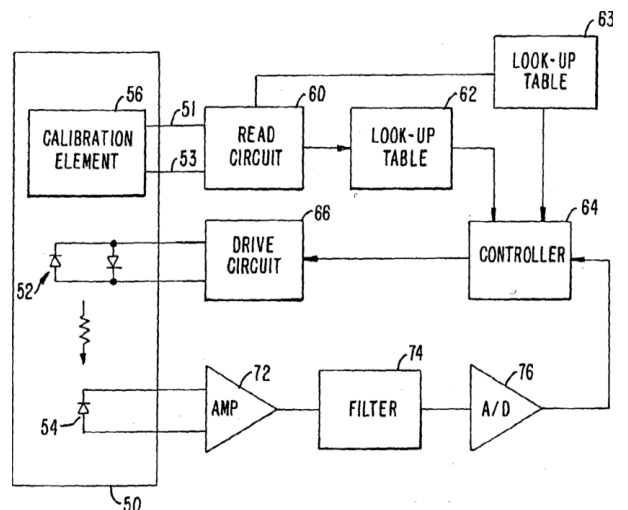 63
LOOK-UP
TABLE
56
51
60
62
CALIBRATION
ELEMENT
53
READ
CIRCUIT
LOOK-UP
TABLE
66
64
DRIVE
CIRCUIT
CONTROLLER
52
72
74
76
AMP
FILTER
A/D
54
50